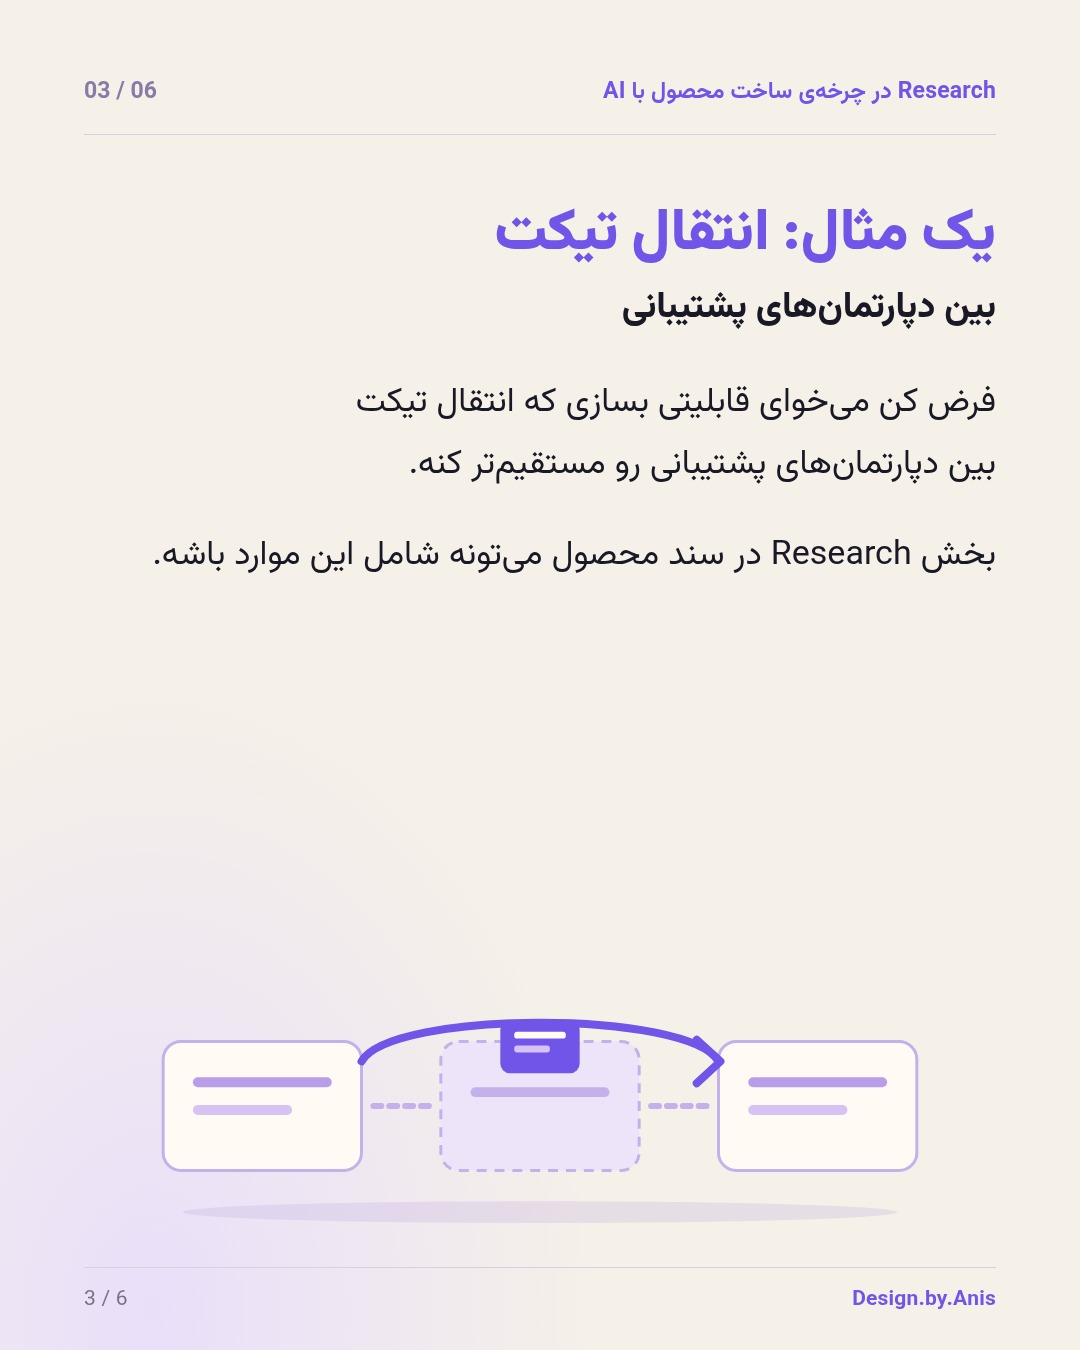 Research در چرخه‌ی ساخت محصول با AI
03 / 06
یک مثال: انتقال تیکت
بین دپارتمان‌های پشتیبانی
فرض کن می‌خوای قابلیتی بسازی که انتقال تیکت
بین دپارتمان‌های پشتیبانی رو مستقیم‌تر کنه.
بخش Research در سند محصول می‌تونه شامل این موارد باشه.
Design.by.Anis
3 / 6